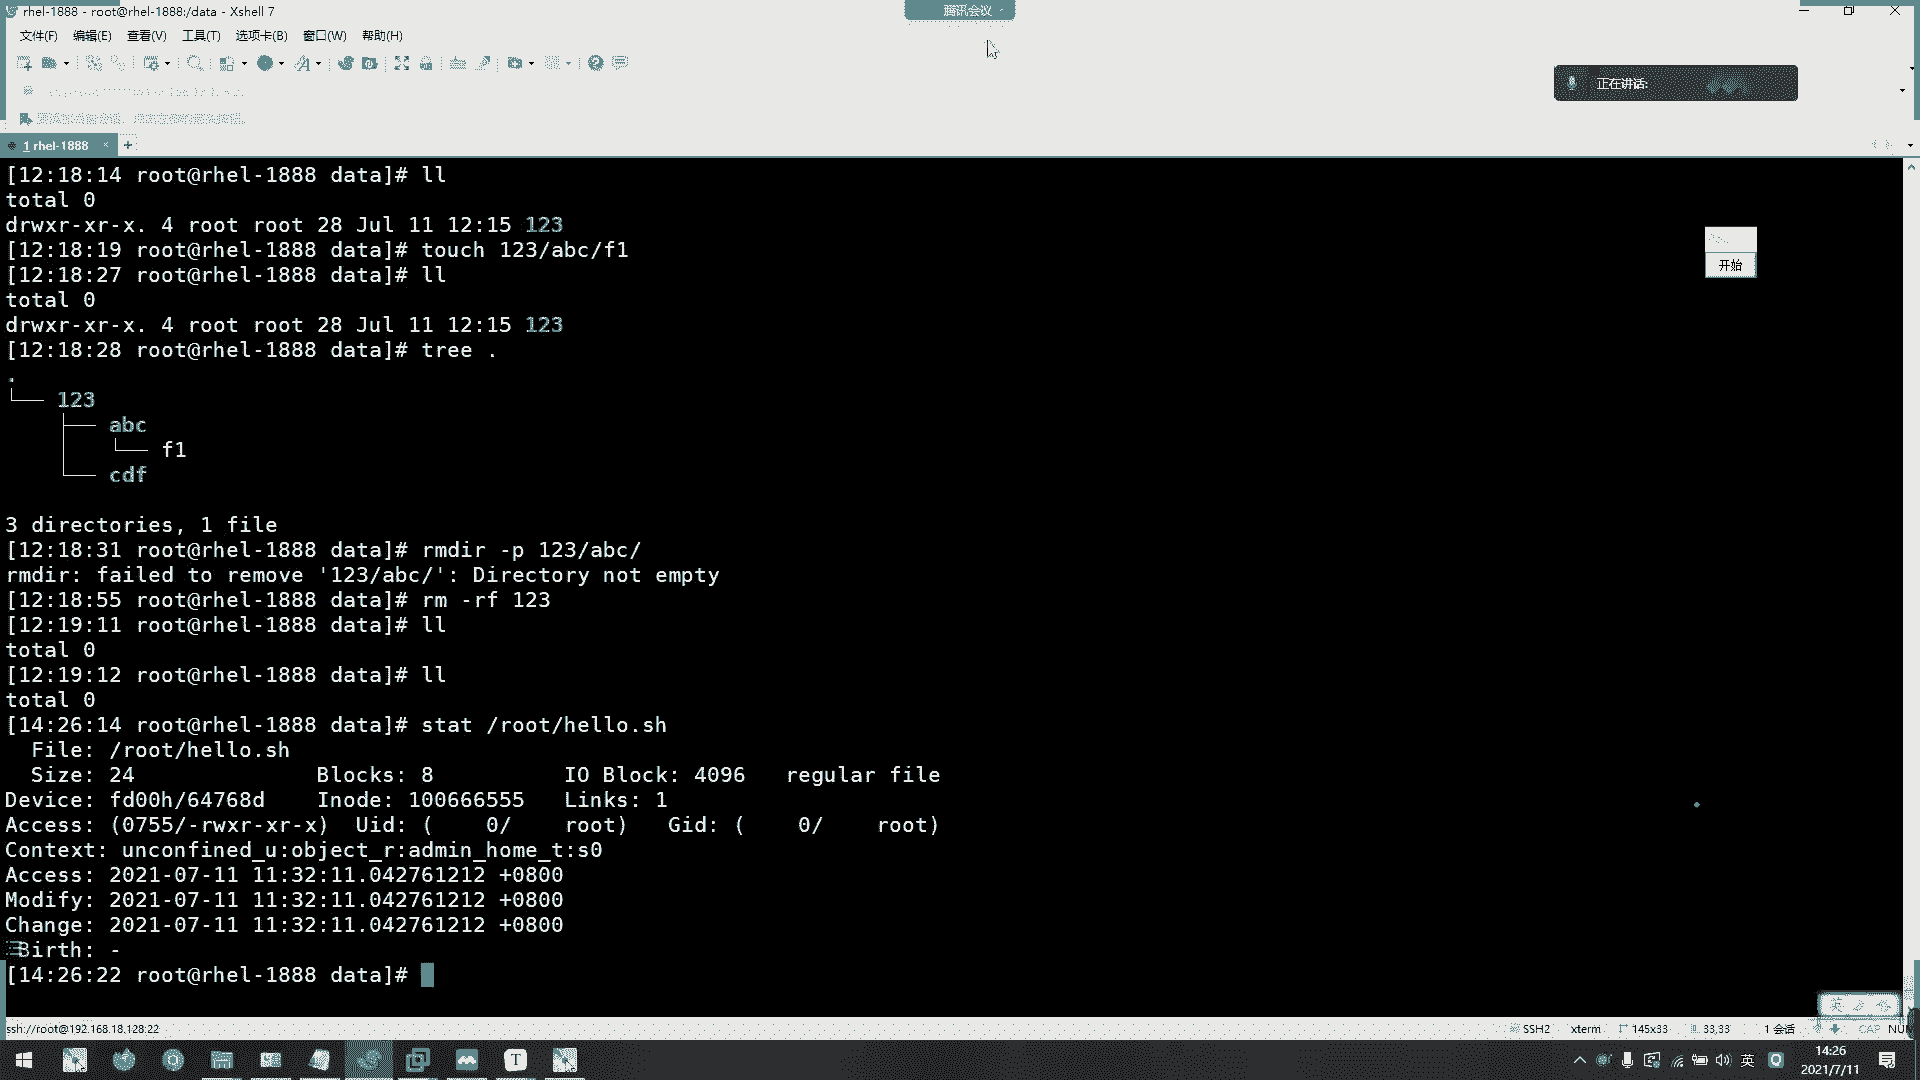 rhel-1888 - root@rhel-1888:/data - Xshell 7
腾讯会议
文件(F) 编辑(E) 查看(V) 工具(T) 选项卡(B) 窗口(W) 帮助(H)
正在讲话:
1 rhel-1888 × +
[12:18:14 root@rhel-1888 data]# ll
total 0
drwxr-xr-x. 4 root root 28 Jul 11 12:15 123
[12:18:19 root@rhel-1888 data]# touch 123/abc/f1
[12:18:27 root@rhel-1888 data]# ll
total 0
drwxr-xr-x. 4 root root 28 Jul 11 12:15 123
[12:18:28 root@rhel-1888 data]# tree .
.
└── 123
    ├── abc
    │   └── f1
    └── cdf
3 directories, 1 file
[12:18:31 root@rhel-1888 data]# rmdir -p 123/abc/
rmdir: failed to remove '123/abc/': Directory not empty
[12:18:55 root@rhel-1888 data]# rm -rf 123
[12:19:11 root@rhel-1888 data]# ll
total 0
[12:19:12 root@rhel-1888 data]# ll
total 0
[14:26:14 root@rhel-1888 data]# stat /root/hello.sh
  File: /root/hello.sh
  Size: 24              Blocks: 8          IO Block: 4096   regular file
Device: fd00h/64768d    Inode: 100666555   Links: 1
Access: (0755/-rwxr-xr-x)  Uid: (    0/    root)   Gid: (    0/    root)
Context: unconfined_u:object_r:admin_home_t:s0
Access: 2021-07-11 11:32:11.042761212 +0800
Modify: 2021-07-11 11:32:11.042761212 +0800
Change: 2021-07-11 11:32:11.042761212 +0800
 Birth: -
[14:26:22 root@rhel-1888 data]#
开始
英
ssh://root@192.168.18.128:22
SSH2 xterm 145x33 33,33 1 会话 CAP NUM
T
英
14:26
2021/7/11